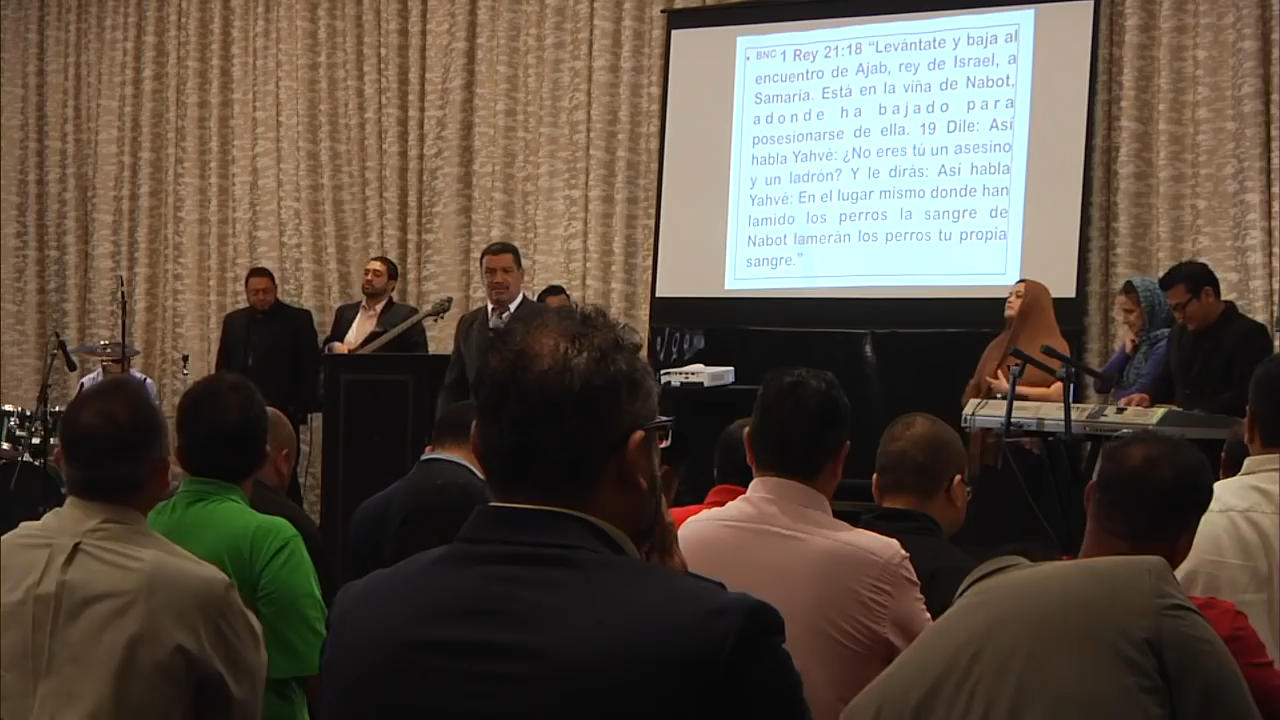 • BNC 1 Rey 21:18 “Levántate y baja al
encuentro de Ajab, rey de Israel, a
Samaría. Está en la viña de Nabot,
adonde ha bajado para
posesionarse de ella. 19 Dile: Así
habla Yahvé: ¿No eres tú un asesino
y un ladrón? Y le dirás: Así habla
Yahvé: En el lugar mismo donde han
lamido los perros la sangre de
Nabot lamerán los perros tu propia
sangre.”